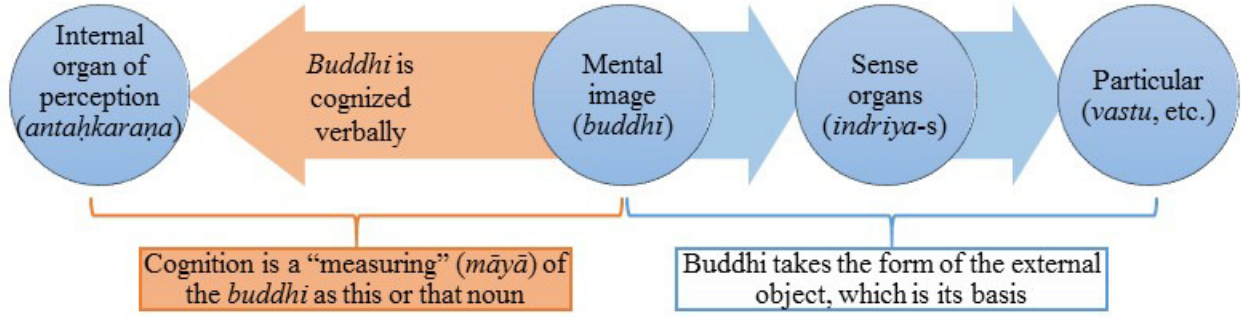 Internal
organ of
perception
(antaḥkaraṇa)
Buddhi is
cognized
verbally
Mental
image
(buddhi)
Sense
organs
(indriya-s)
Particular
(vastu, etc.)
Cognition is a “measuring” (māyā) of
the buddhi as this or that noun
Buddhi takes the form of the external
object, which is its basis